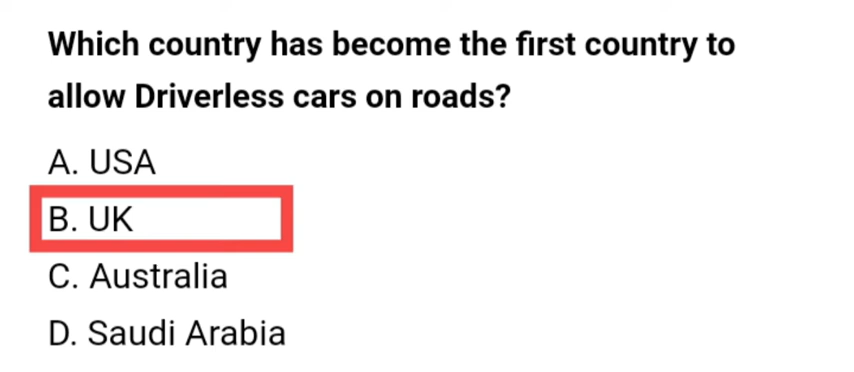 Which country has become the first country to
allow Driverless cars on roads?
A. USA
B. UK
C. Australia
D. Saudi Arabia